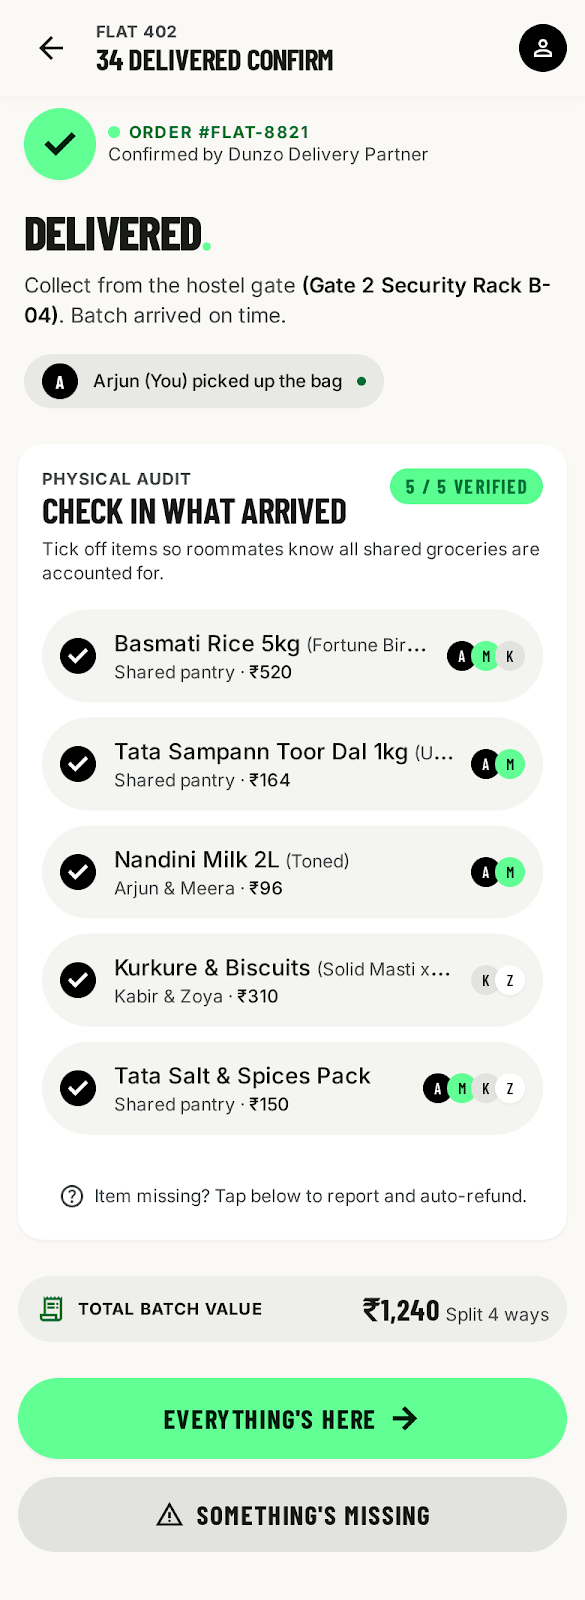 FLAT 402
34 DELIVERED CONFIRM
ORDER #FLAT-8821
Confirmed by Dunzo Delivery Partner
DELIVERED.
Collect from the hostel gate (Gate 2 Security Rack B-
04). Batch arrived on time.
A Arjun (You) picked up the bag
PHYSICAL AUDIT
5 / 5 VERIFIED
CHECK IN WHAT ARRIVED
Tick off items so roommates know all shared groceries are
accounted for.
Basmati Rice 5kg (Fortune Bir...
A M K
Shared pantry · ₹520
Tata Sampann Toor Dal 1kg (U...
A M
Shared pantry · ₹164
Nandini Milk 2L (Toned)
A M
Arjun & Meera · ₹96
Kurkure & Biscuits (Solid Masti x...
K Z
Kabir & Zoya · ₹310
Tata Salt & Spices Pack
A M K Z
Shared pantry · ₹150
Item missing? Tap below to report and auto-refund.
TOTAL BATCH VALUE ₹1,240 Split 4 ways
EVERYTHING'S HERE
SOMETHING'S MISSING